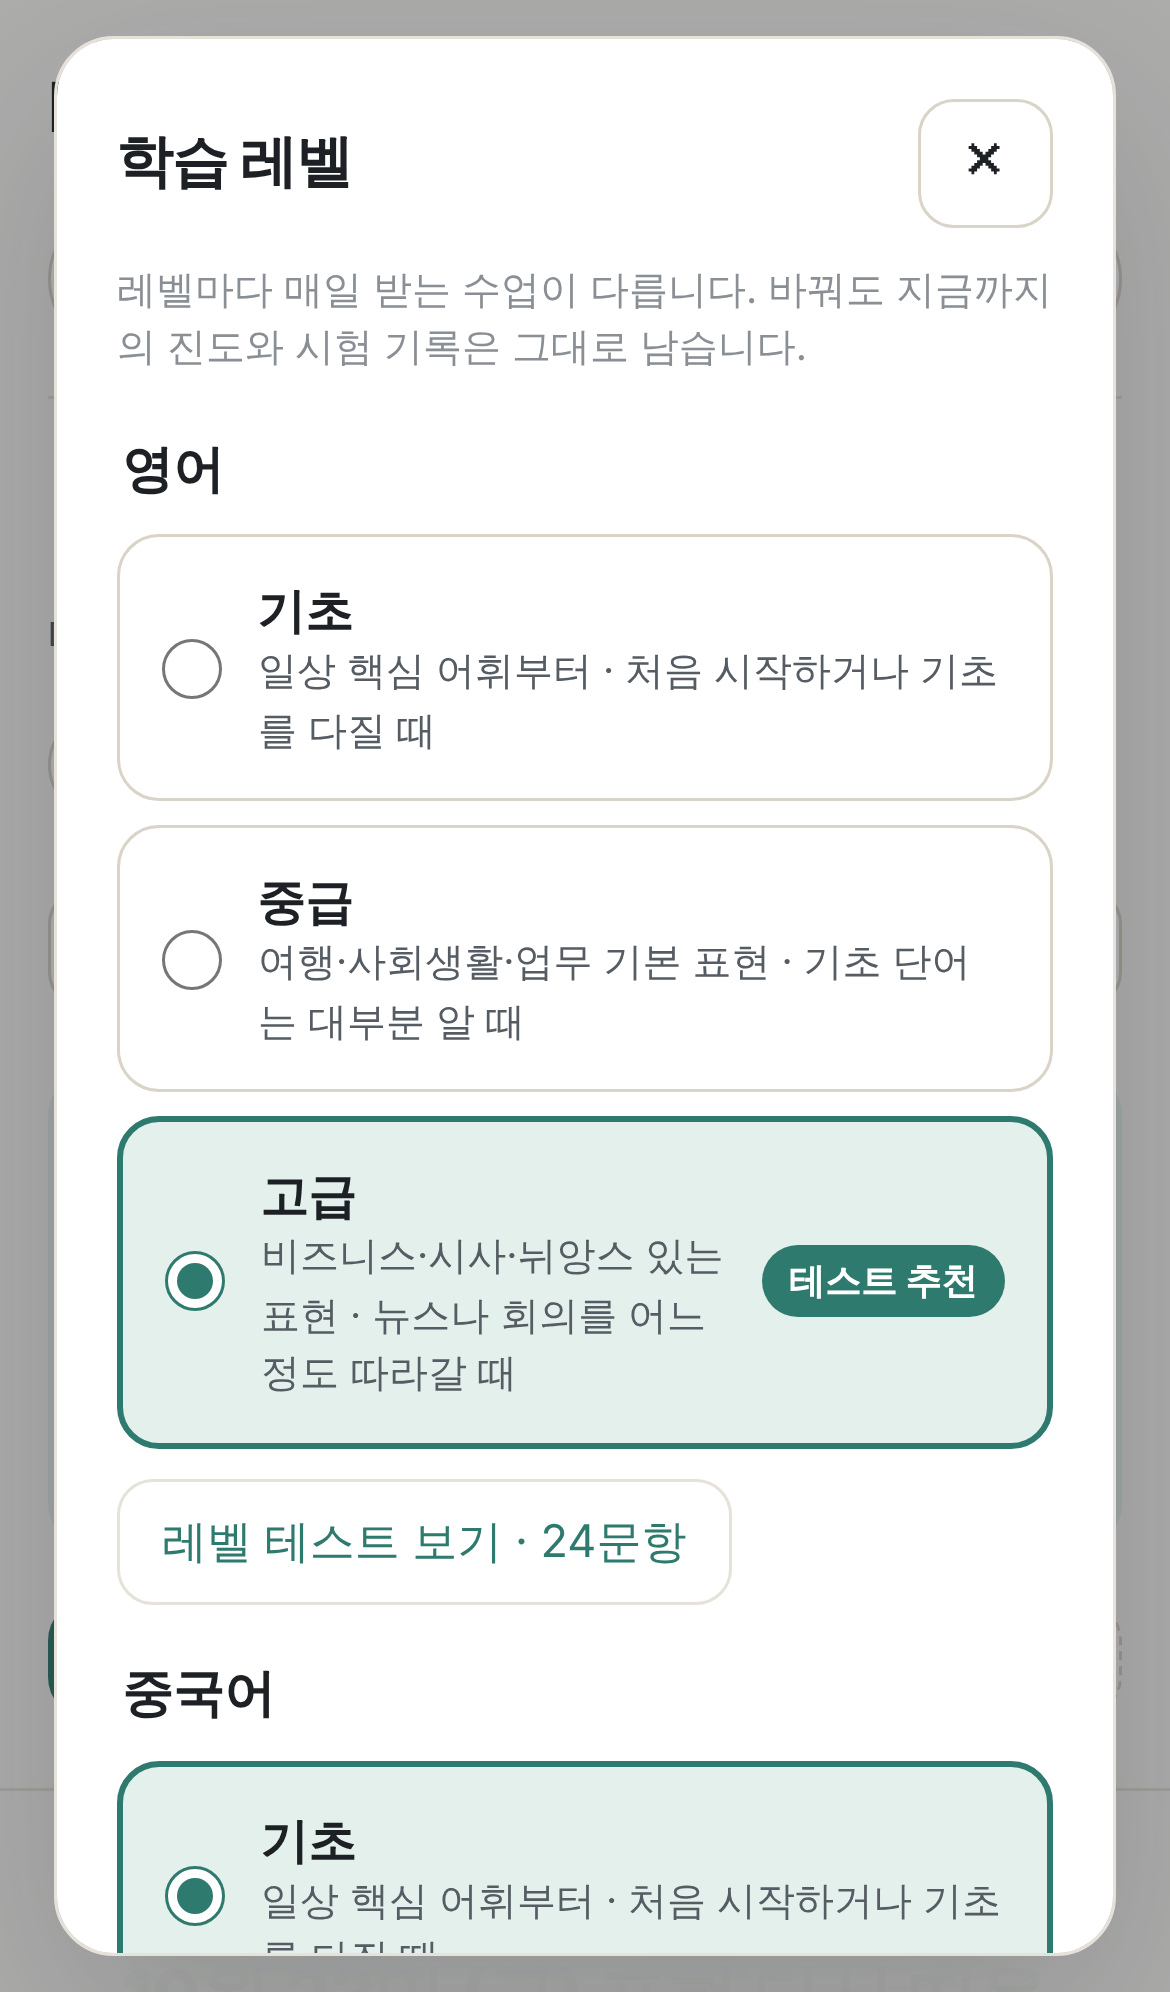 학습 레벨
×
레벨마다 매일 받는 수업이 다릅니다. 바꿔도 지금까지
의 진도와 시험 기록은 그대로 남습니다.
영어
기초
일상 핵심 어휘부터 · 처음 시작하거나 기초
를 다질 때
중급
여행·사회생활·업무 기본 표현 · 기초 단어
는 대부분 알 때
고급
비즈니스·시사·뉘앙스 있는
표현 · 뉴스나 회의를 어느
정도 따라갈 때
테스트 추천
레벨 테스트 보기 · 24문항
중국어
기초
일상 핵심 어휘부터 · 처음 시작하거나 기초
를 다질 때